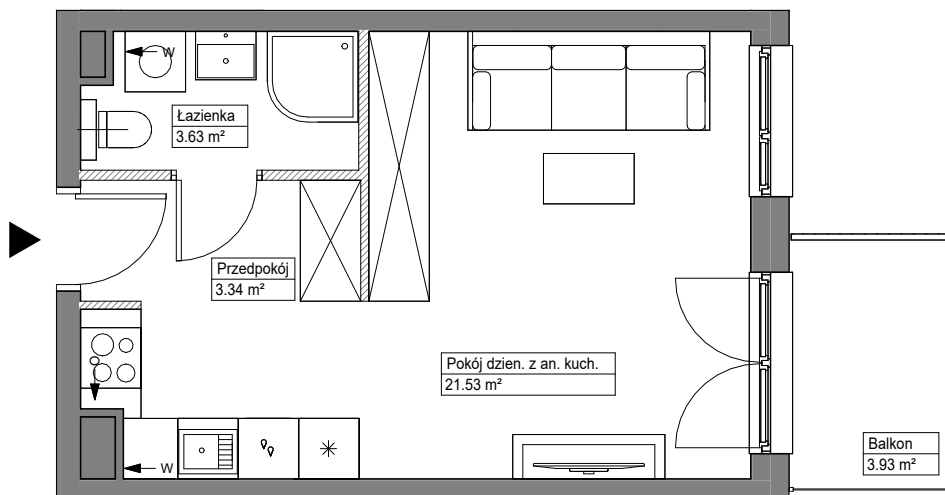 W
Łazienka
3.63 m²
Przedpokój
3.34 m²
Pokój dzien. z an. kuch.
21.53 m²
Balkon
3.93 m²
W